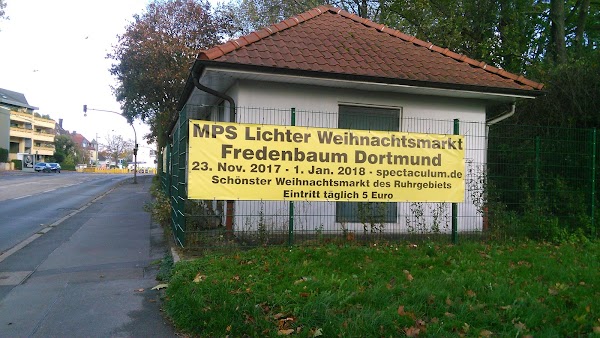 MPS Lichter Weihnachtsmarkt
Fredenbaum Dortmund
23. Nov. 2017 - 1. Jan. 2018 - spectaculum.de
Schönster Weihnachtsmarkt des Ruhrgebiets
Eintritt täglich 5 Euro